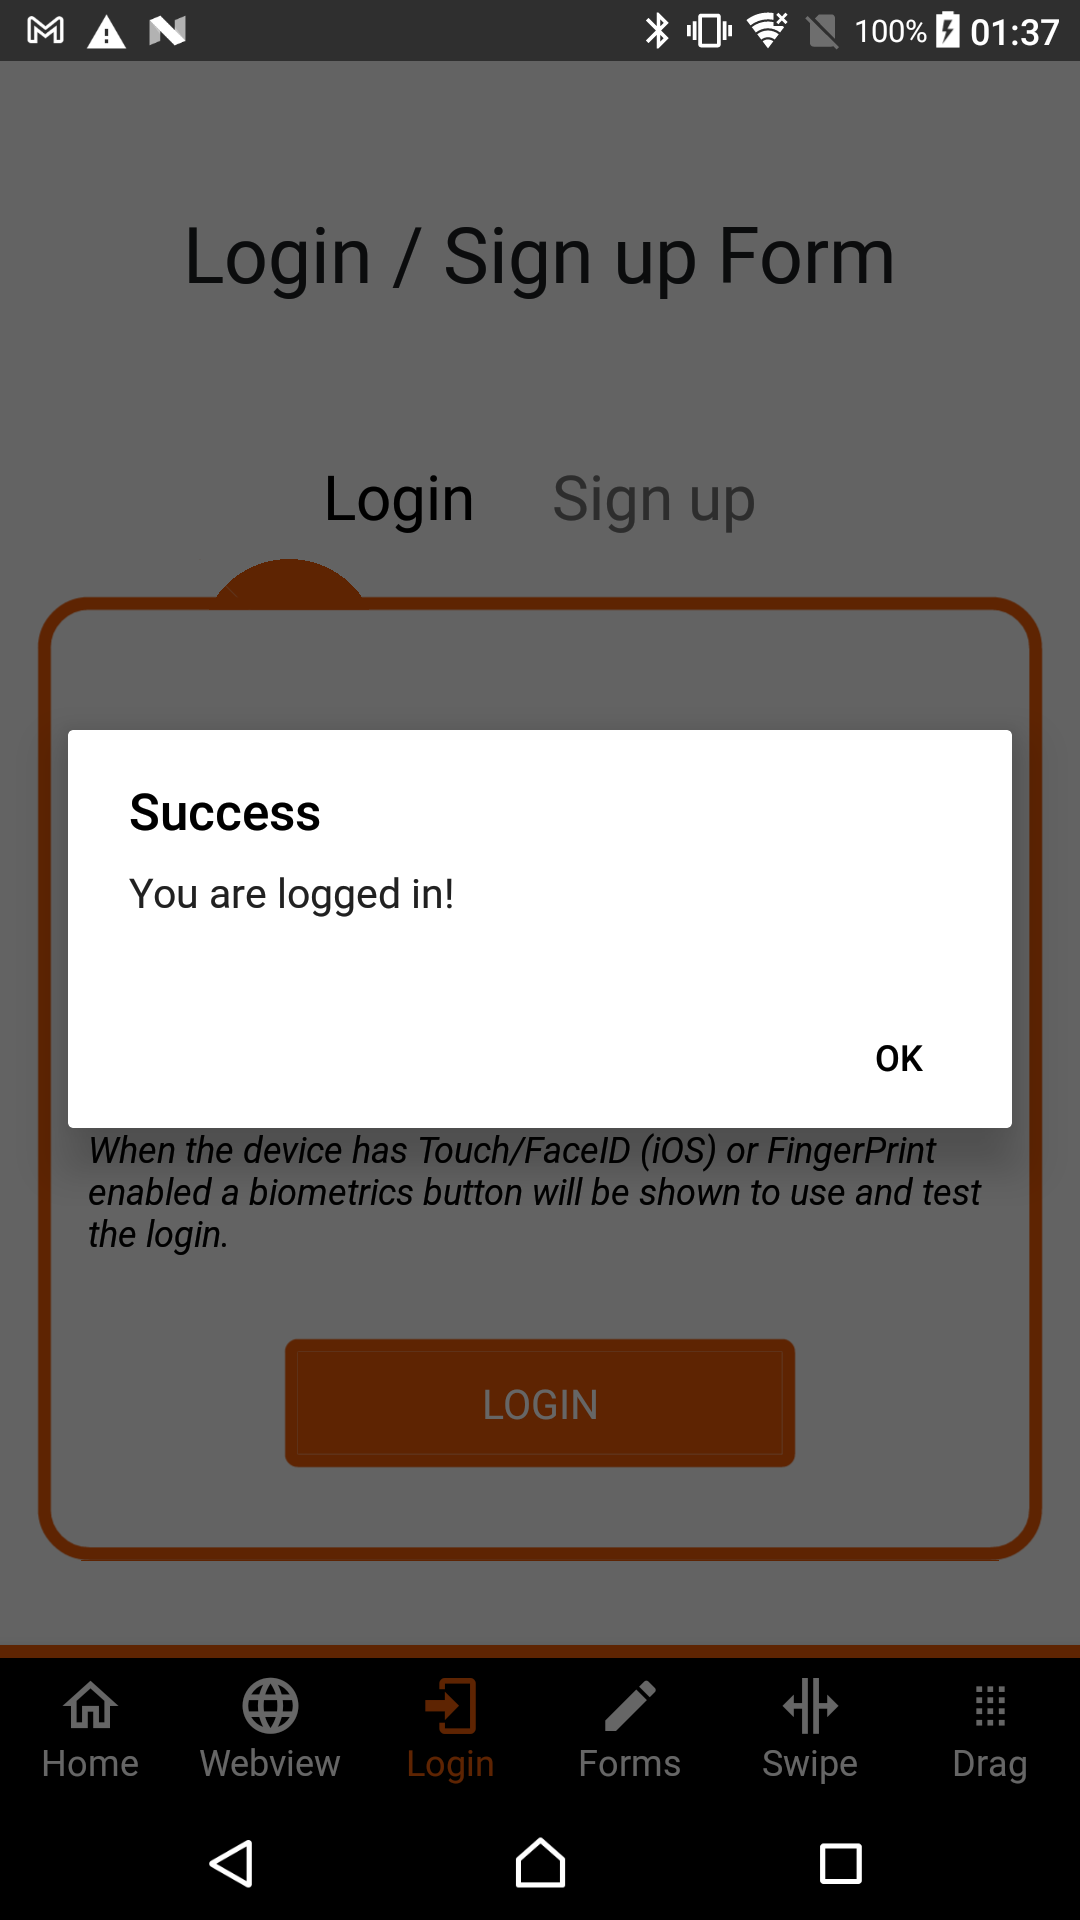 100% 01:37
Login / Sign up Form
Login Sign up
Success
You are logged in!
OK
When the device has Touch/FaceID (iOS) or FingerPrint
enabled a biometrics button will be shown to use and test
the login.
LOGIN
Home Webview Login Forms Swipe Drag